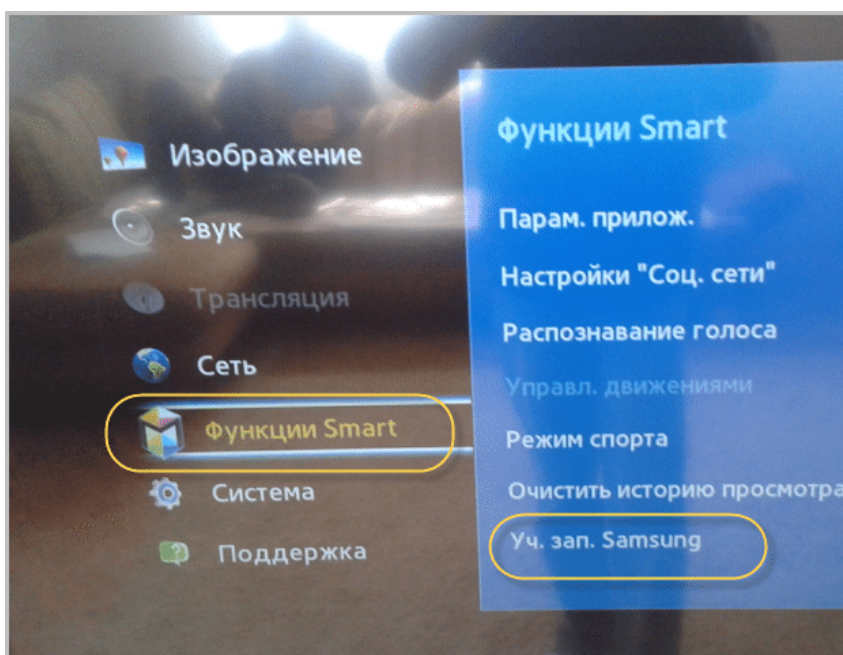 Изображение
Звук
Трансляция
Сеть
Функции Smart
Система
Поддержка
Функции Smart
Парам. прилож.
Настройки "Соц. сети"
Распознавание голоса
Управл. движениями
Режим спорта
Очистить историю просмотра
Уч. зап. Samsung